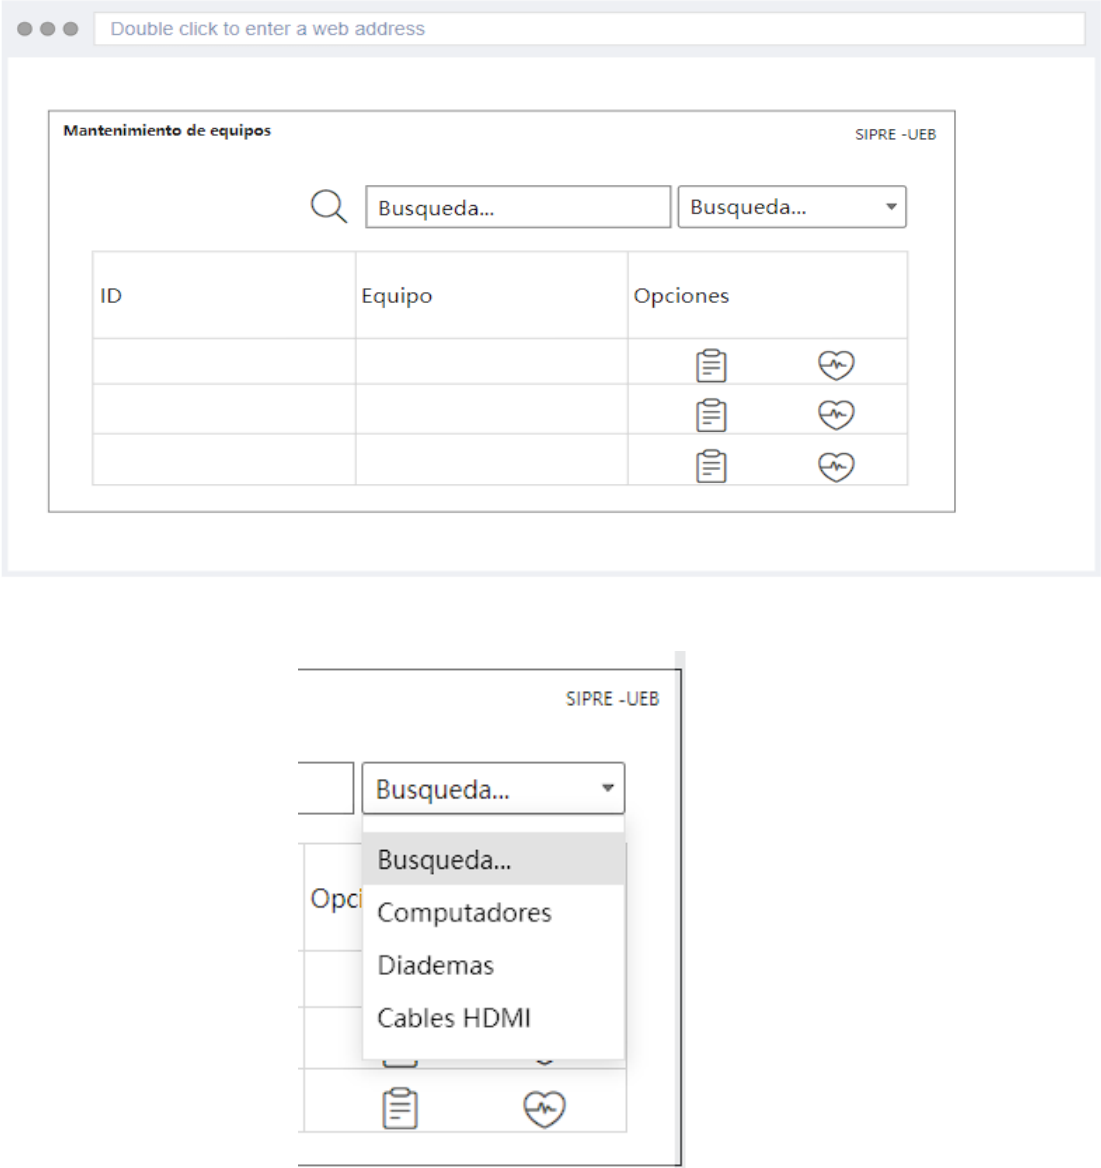 Double click to enter a web address
Mantenimiento de equipos
SIPRE -UEB
Busqueda...
Busqueda...
ID
Equipo
Opciones
SIPRE -UEB
Busqueda...
Opci
Busqueda...
Computadores
Diademas
Cables HDMI